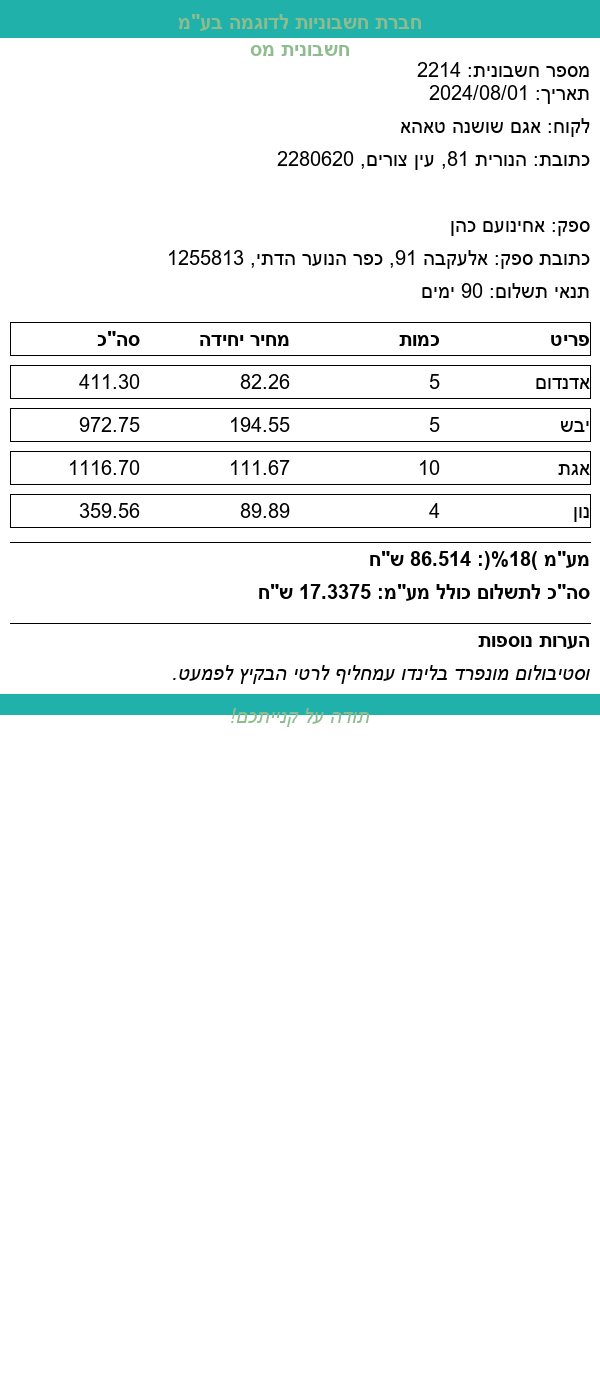 חברת חשבוניות לדוגמה בע"מ
חשבונית מס
מספר חשבונית: 2214
תאריך: 2024/08/01
לקוח: אגם שושנה טאהא
כתובת: הנורית 81, עין צורים, 2280620
ספק: אחינועם כהן
כתובת ספק: אלעקבה 91, כפר הנוער הדתי, 1255813
תנאי תשלום: 90 ימים
פריט כמות מחיר יחידה סה"כ
אדנדום 5 82.26 411.30
יבש 5 194.55 972.75
אגת 10 111.67 1116.70
נון 4 89.89 359.56
מע"מ )18%(: 86.514 ש"ח
סה"כ לתשלום כולל מע"מ: 17.3375 ש"ח
הערות נוספות
וסטיבולום מונפרד בלינדו עמחליף לרטי הבקיץ לפמעט.
תודה על קנייתכם!